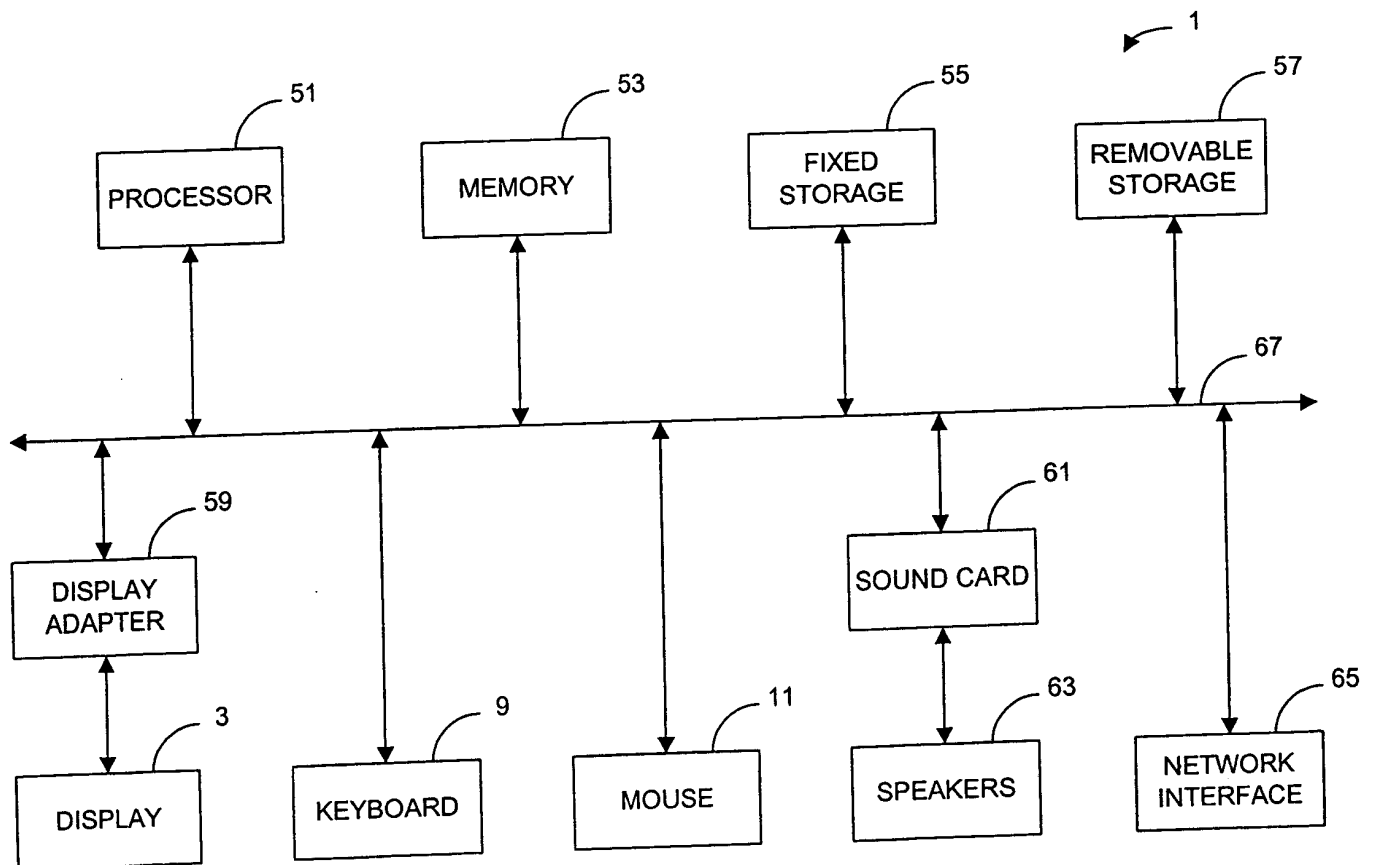 1
51
53
55
57
PROCESSOR
MEMORY
FIXED
STORAGE
REMOVABLE
STORAGE
67
59
61
DISPLAY
ADAPTER
SOUND CARD
3
9
11
63
65
DISPLAY
KEYBOARD
MOUSE
SPEAKERS
NETWORK
INTERFACE